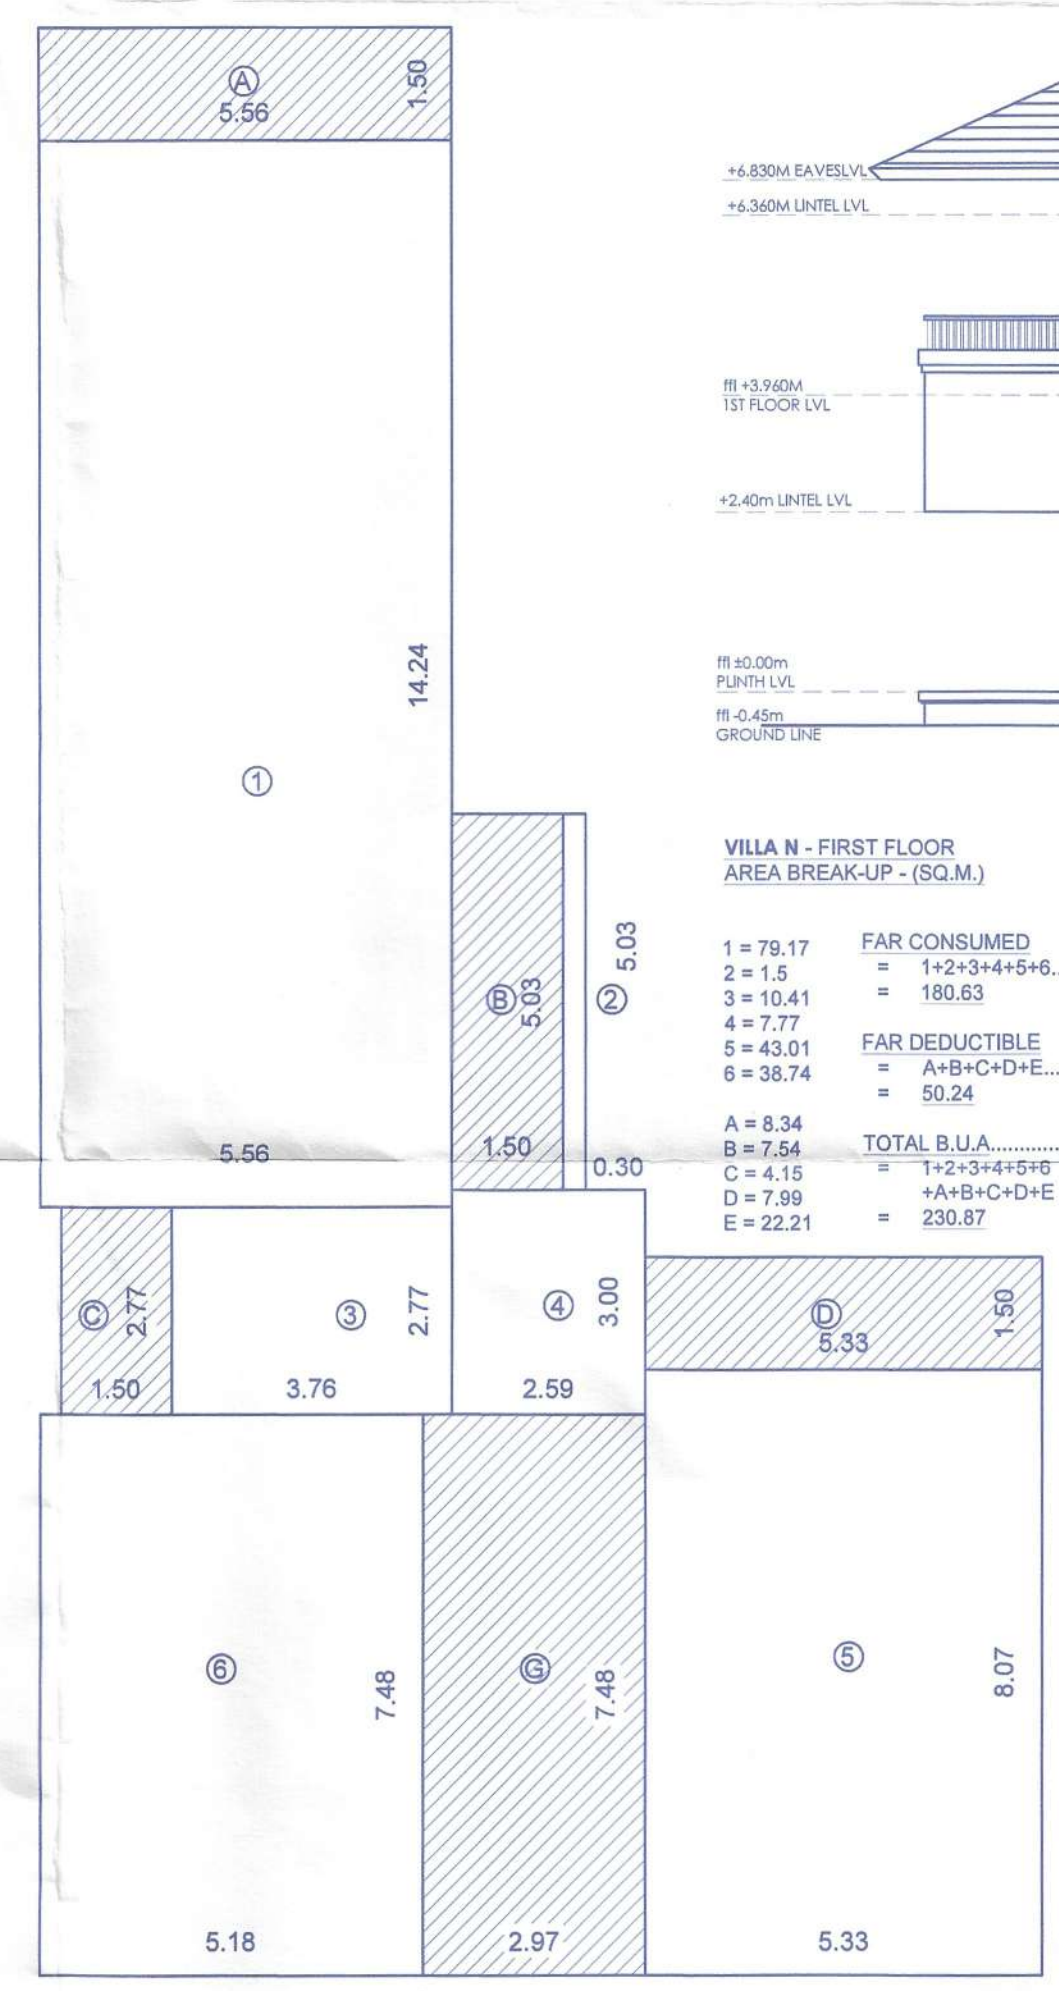 Ⓐ
5.56
1.50
+6.830M EAVESLVL
+6.360M LINTEL LVL
ffl +3.960M
1ST FLOOR LVL
+2.40m LINTEL LVL
14.24
ffl ±0.00m
PLINTH LVL
ffl -0.45m
GROUND LINE
①
VILLA N - FIRST FLOOR
AREA BREAK-UP - (SQ.M.)
1 = 79.17
2 = 1.5
3 = 10.41
4 = 7.77
5 = 43.01
6 = 38.74
A = 8.34
B = 7.54
C = 4.15
D = 7.99
E = 22.21
FAR CONSUMED
= 1+2+3+4+5+6..
= 180.63
FAR DEDUCTIBLE
= A+B+C+D+E...
= 50.24
TOTAL B.U.A............
= 1+2+3+4+5+6
+A+B+C+D+E
= 230.87
Ⓑ
5.03
②
5.03
5.56
1.50
0.30
Ⓒ
2.77
③
2.77
④
3.00
Ⓓ
5.33
1.50
1.50
3.76
2.59
⑥
7.48
Ⓖ
7.48
⑤
8.07
5.18
2.97
5.33